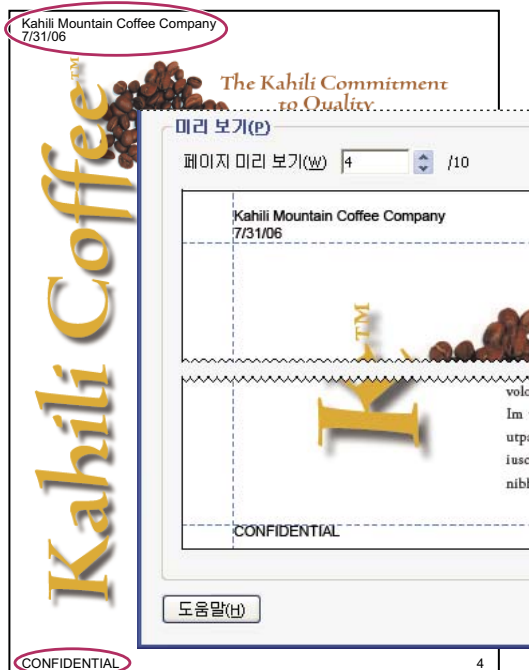 Kahili Mountain Coffee Company
7/31/06
Kahili Coffee™
The Kahili Commitment
to Quality
미리 보기(P)
페이지 미리 보기(W) 4 /10
Kahili Mountain Coffee Company
7/31/06
K TM
Im
CONFIDENTIAL
도움말(H)
CONFIDENTIAL 4